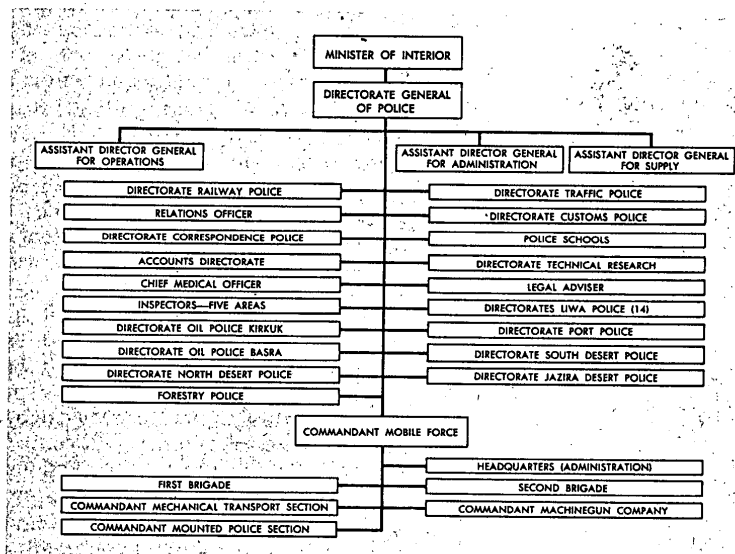 MINISTER OF INTERIOR
DIRECTORATE GENERAL
OF POLICE
ASSISTANT DIRECTOR GENERAL
FOR OPERATIONS
ASSISTANT DIRECTOR GENERAL
FOR ADMINISTRATION
ASSISTANT DIRECTOR GENERAL
FOR SUPPLY
DIRECTORATE RAILWAY POLICE
DIRECTORATE TRAFFIC POLICE
RELATIONS OFFICER
DIRECTORATE CUSTOMS POLICE
DIRECTORATE CORRESPONDENCE POLICE
POLICE SCHOOLS
ACCOUNTS DIRECTORATE
DIRECTORATE TECHNICAL RESEARCH
CHIEF MEDICAL OFFICER
LEGAL ADVISER
INSPECTORS—FIVE AREAS
DIRECTORATES LIWA POLICE (14)
DIRECTORATE OIL POLICE KIRKUK
DIRECTORATE PORT POLICE
DIRECTORATE OIL POLICE BASRA
DIRECTORATE SOUTH DESERT POLICE
DIRECTORATE NORTH DESERT POLICE
DIRECTORATE JAZIRA DESERT POLICE
FORESTRY POLICE
COMMANDANT MOBILE FORCE
HEADQUARTERS (ADMINISTRATION)
FIRST BRIGADE
SECOND BRIGADE
COMMANDANT MECHANICAL TRANSPORT SECTION
COMMANDANT MACHINEGUN COMPANY
COMMANDANT MOUNTED POLICE SECTION